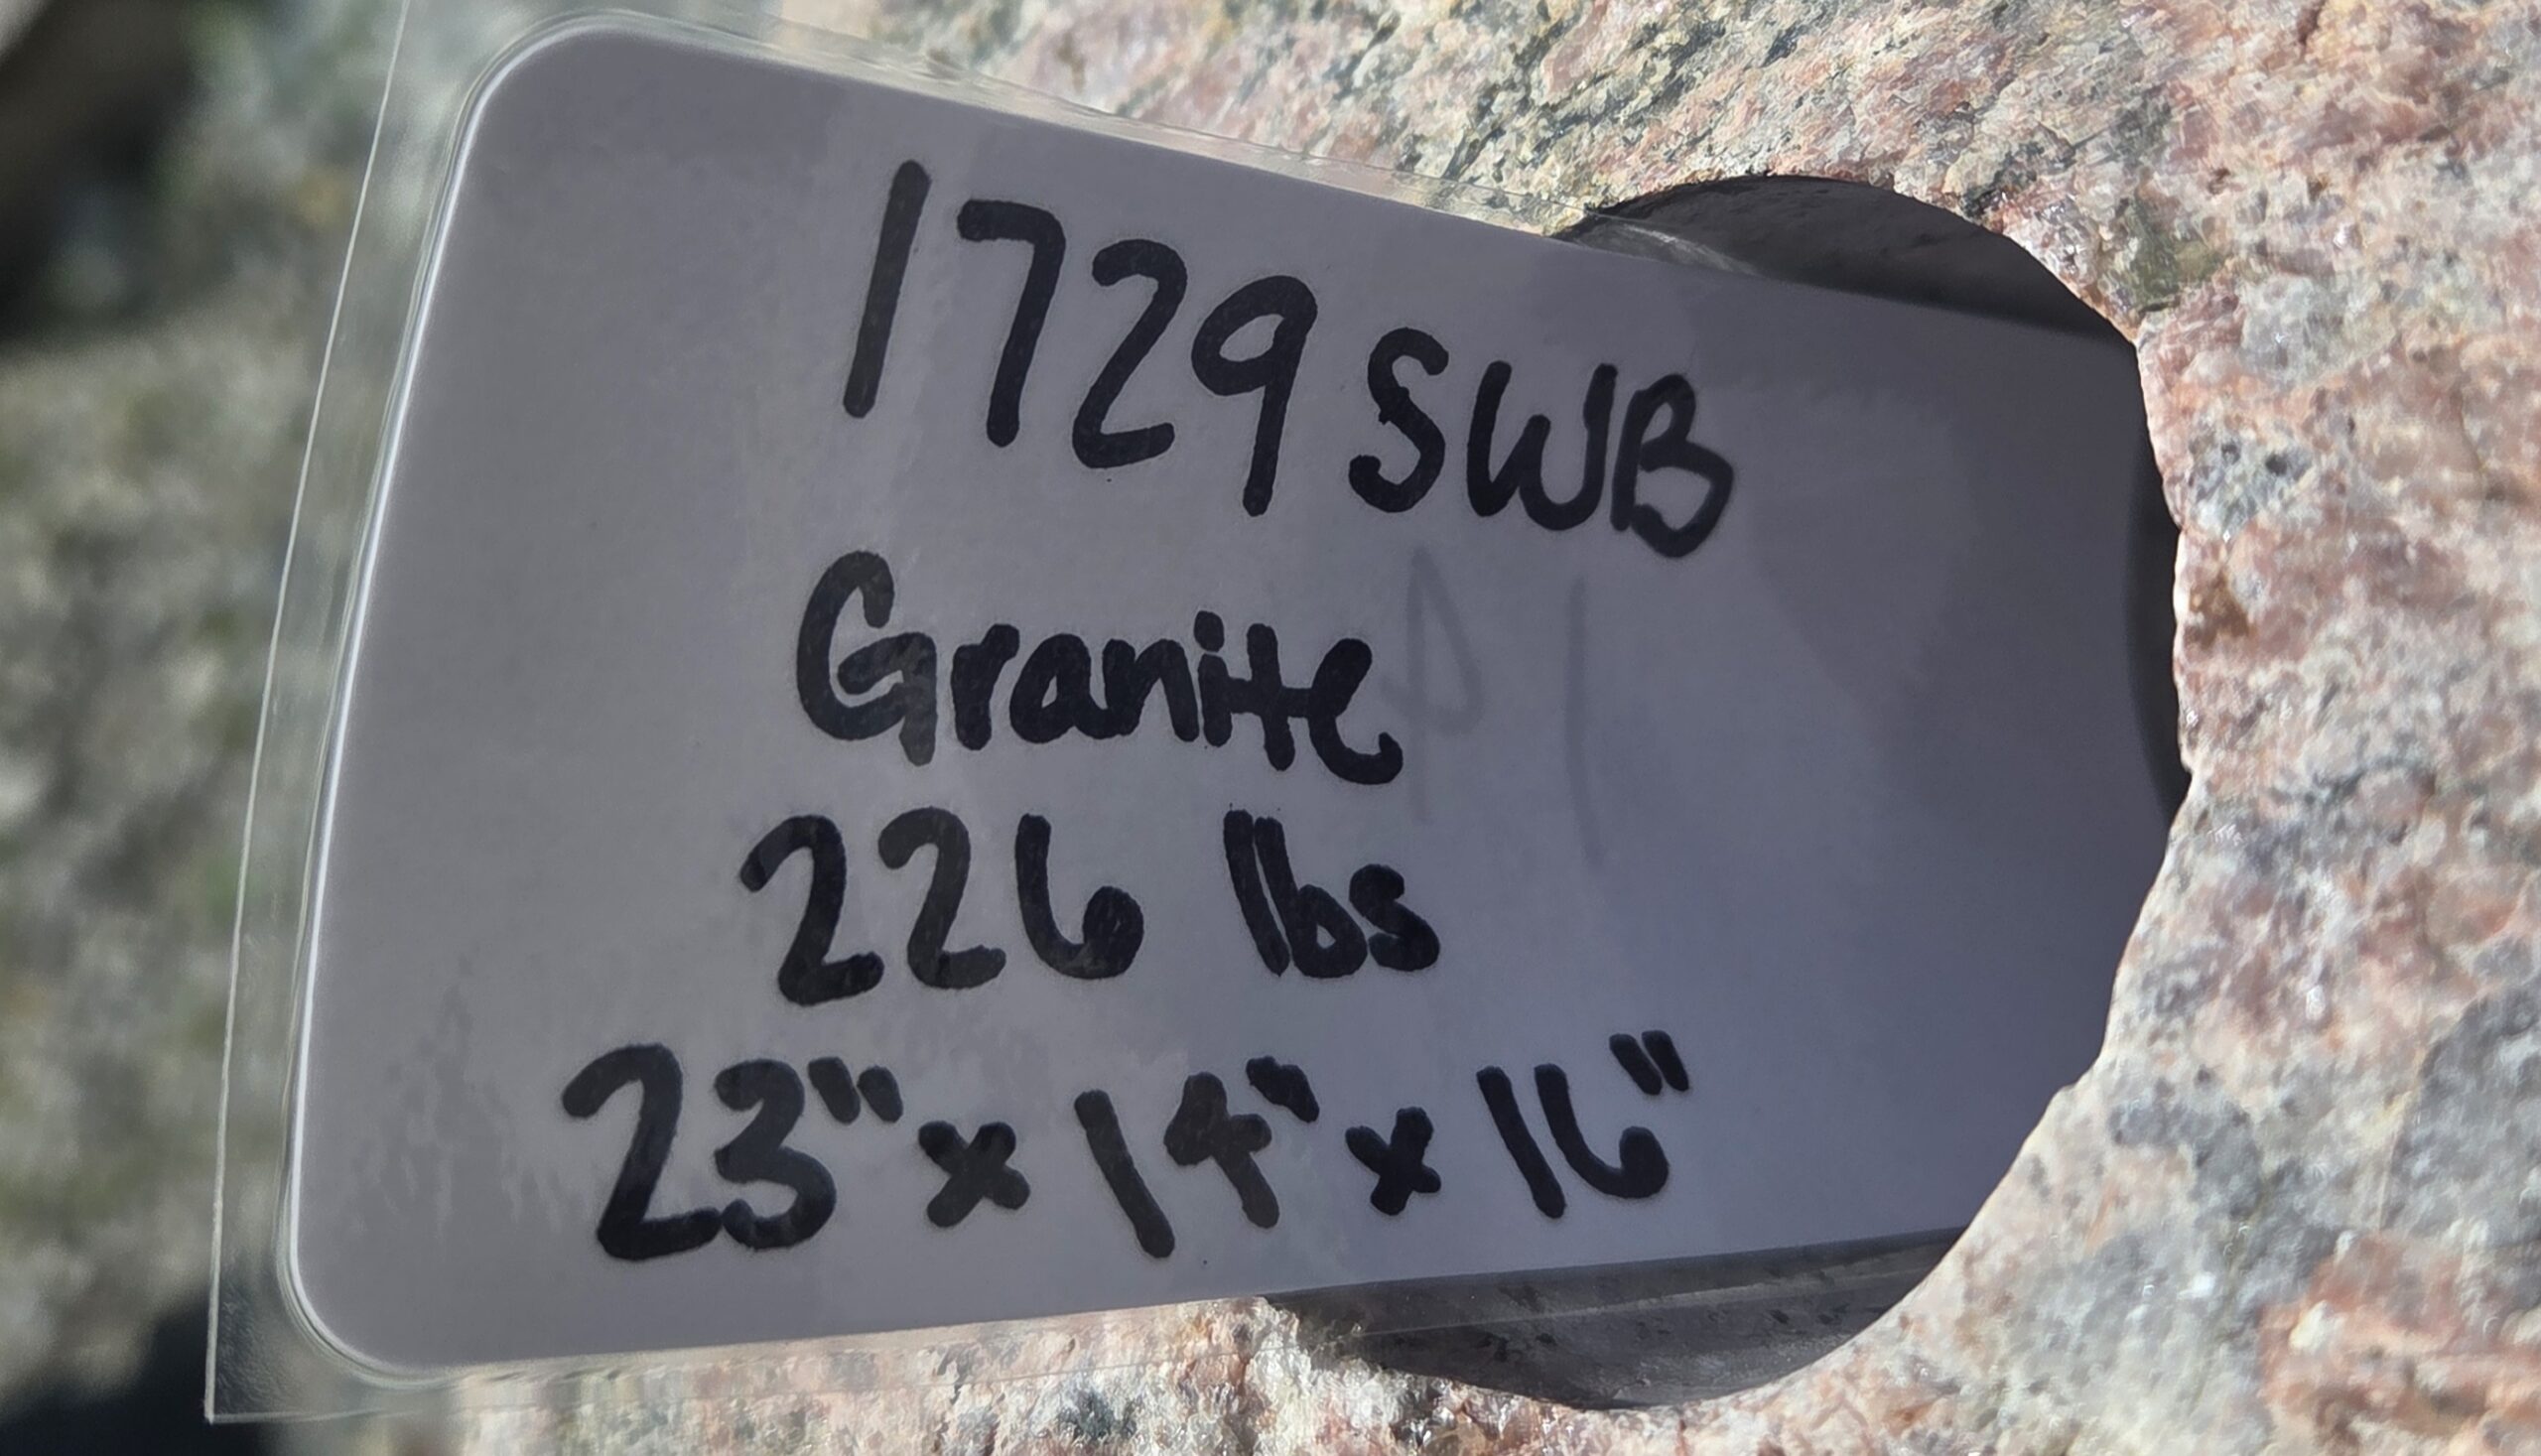 1729 SWB
Granite
226 lbs
23" x 14" x 16"